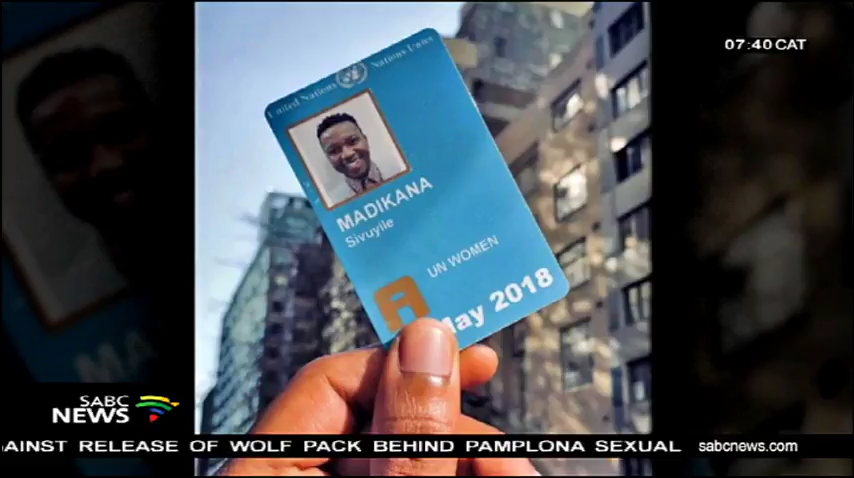 07:40 CAT
United Nations Nations Unies
MADIKANA
Sivuyile
UN WOMEN
May 2018
SABC
NEWS
AINST RELEASE OF WOLF PACK BEHIND PAMPLONA SEXUAL
sabcnews.com